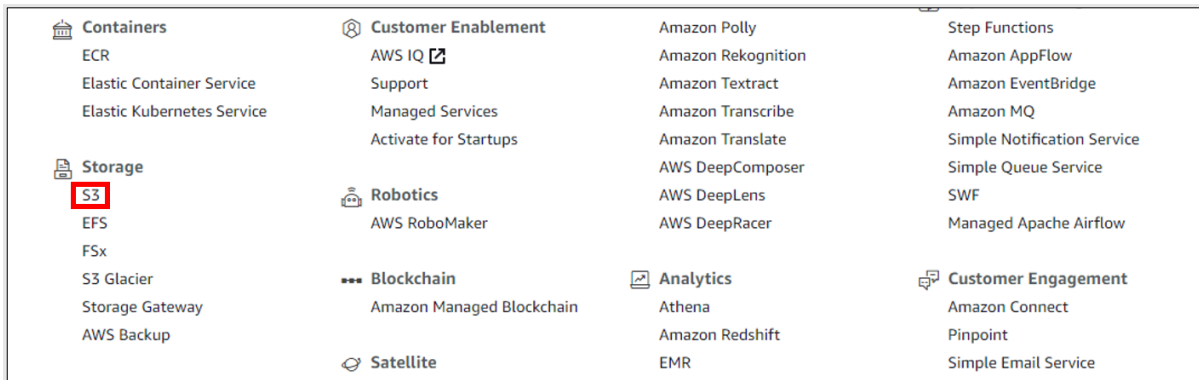 Containers
ECR
Elastic Container Service
Elastic Kubernetes Service
Storage
S3
EFS
FSx
S3 Glacier
Storage Gateway
AWS Backup
Customer Enablement
AWS IQ
Support
Managed Services
Activate for Startups
Robotics
AWS RoboMaker
Blockchain
Amazon Managed Blockchain
Satellite
Amazon Polly
Amazon Rekognition
Amazon Textract
Amazon Transcribe
Amazon Translate
AWS DeepComposer
AWS DeepLens
AWS DeepRacer
Analytics
Athena
Amazon Redshift
EMR
Step Functions
Amazon AppFlow
Amazon EventBridge
Amazon MQ
Simple Notification Service
Simple Queue Service
SWF
Managed Apache Airflow
Customer Engagement
Amazon Connect
Pinpoint
Simple Email Service